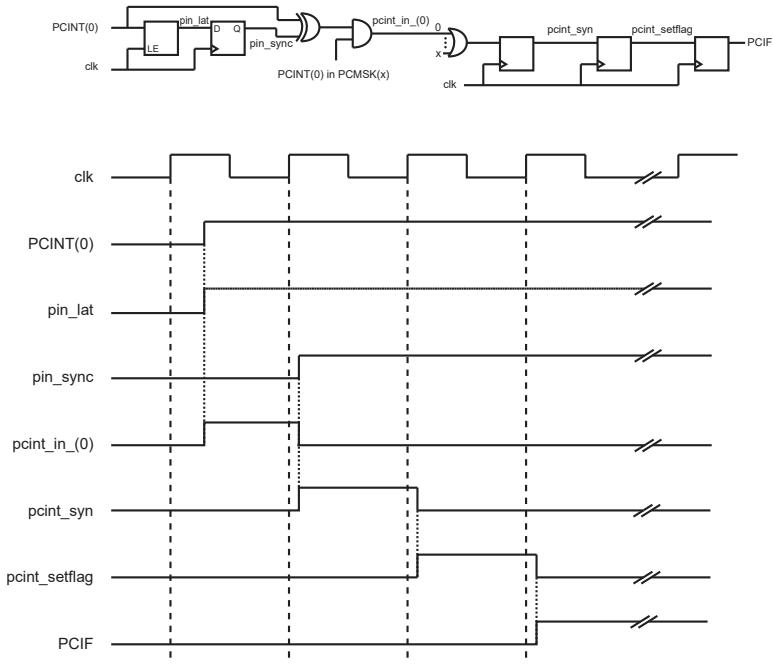 PCINT(0)
pin_lat
D Q
LE
pin_sync
clk
PCINT(0) in PCMSK(x)
pcint_in_(0)
0
x
clk
pcint_syn
pcint_setflag
PCIF
clk
PCINT(0)
pin_lat
pin_sync
pcint_in_(0)
pcint_syn
pcint_setflag
PCIF